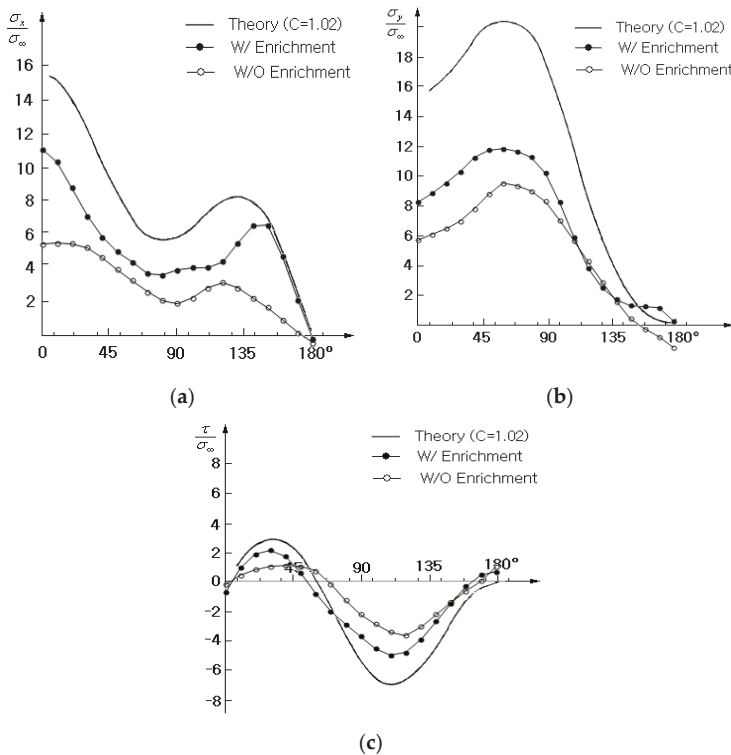 σx/σ∞
Theory (C=1.02)
W/ Enrichment
W/O Enrichment
16
14
12
10
8
6
4
2
0 45 90 135 180°
(a)
σy/σ∞
Theory (C=1.02)
W/ Enrichment
W/O Enrichment
18
16
14
12
10
8
6
4
2
0 45 90 135 180°
(b)
τ/σ∞
Theory (C=1.02)
W/ Enrichment
W/O Enrichment
8
6
4
2
0
-2
-4
-6
-8
45 90 135 180°
(c)